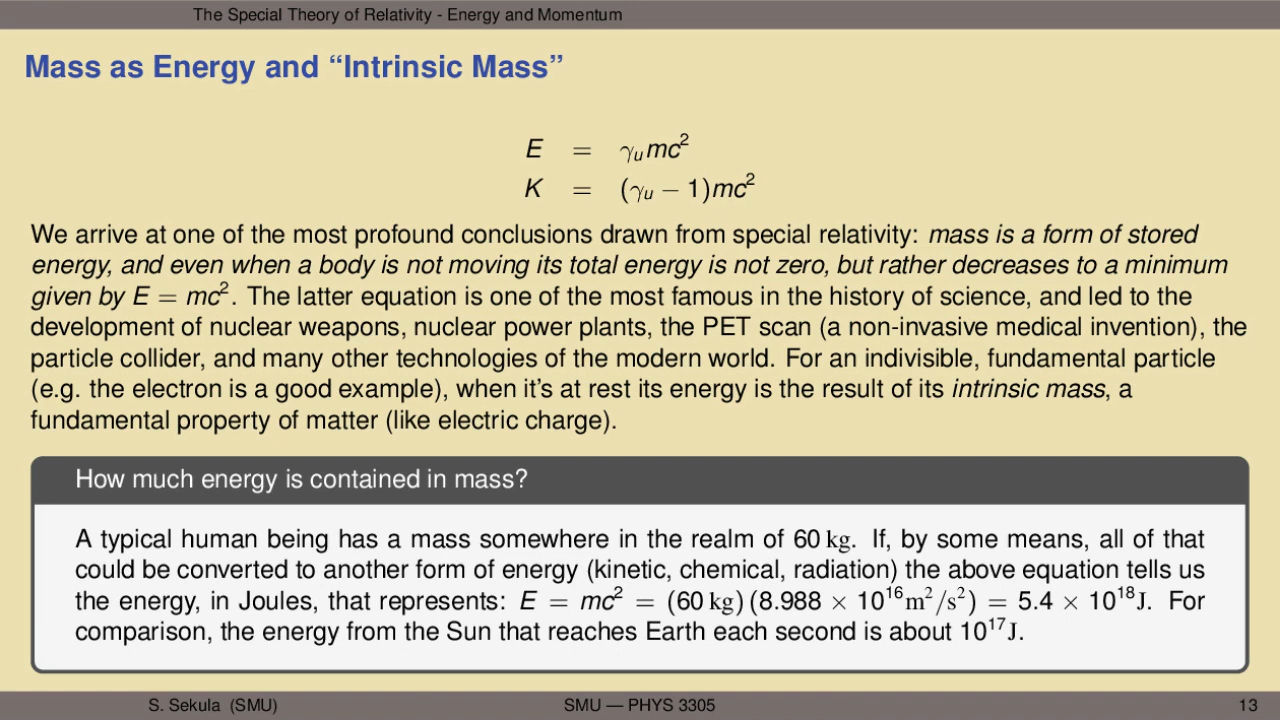 The Special Theory of Relativity - Energy and Momentum
Mass as Energy and “Intrinsic Mass”
E = γᵤmc²
K = (γᵤ − 1)mc²
We arrive at one of the most profound conclusions drawn from special relativity: mass is a form of stored
energy, and even when a body is not moving its total energy is not zero, but rather decreases to a minimum
given by E = mc². The latter equation is one of the most famous in the history of science, and led to the
development of nuclear weapons, nuclear power plants, the PET scan (a non-invasive medical invention), the
particle collider, and many other technologies of the modern world. For an indivisible, fundamental particle
(e.g. the electron is a good example), when it’s at rest its energy is the result of its intrinsic mass, a
fundamental property of matter (like electric charge).
How much energy is contained in mass?
A typical human being has a mass somewhere in the realm of 60 kg. If, by some means, all of that
could be converted to another form of energy (kinetic, chemical, radiation) the above equation tells us
the energy, in Joules, that represents: E = mc² = (60 kg)(8.988 × 10¹⁶m²/s²) = 5.4 × 10¹⁸J. For
comparison, the energy from the Sun that reaches Earth each second is about 10¹⁷J.
S. Sekula (SMU) SMU — PHYS 3305 13